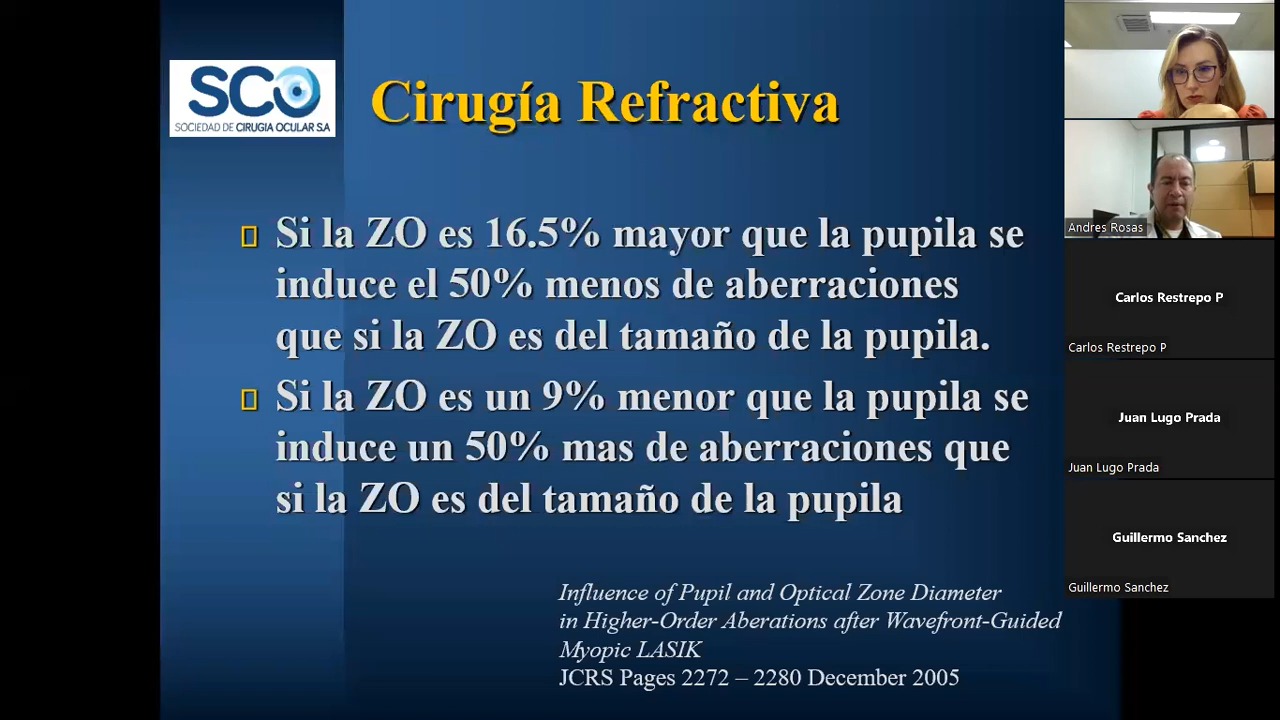 SCO
SOCIEDAD DE CIRUGIA OCULAR S.A
Cirugía Refractiva
Si la ZO es 16.5% mayor que la pupila se
induce el 50% menos de aberraciones
que si la ZO es del tamaño de la pupila.
Si la ZO es un 9% menor que la pupila se
induce un 50% mas de aberraciones que
si la ZO es del tamaño de la pupila
Influence of Pupil and Optical Zone Diameter
in Higher-Order Aberations after Wavefront-Guided
Myopic LASIK
JCRS Pages 2272 – 2280 December 2005
Andres Rosas
Carlos Restrepo P
Carlos Restrepo P
Juan Lugo Prada
Juan Lugo Prada
Guillermo Sanchez
Guillermo Sanchez